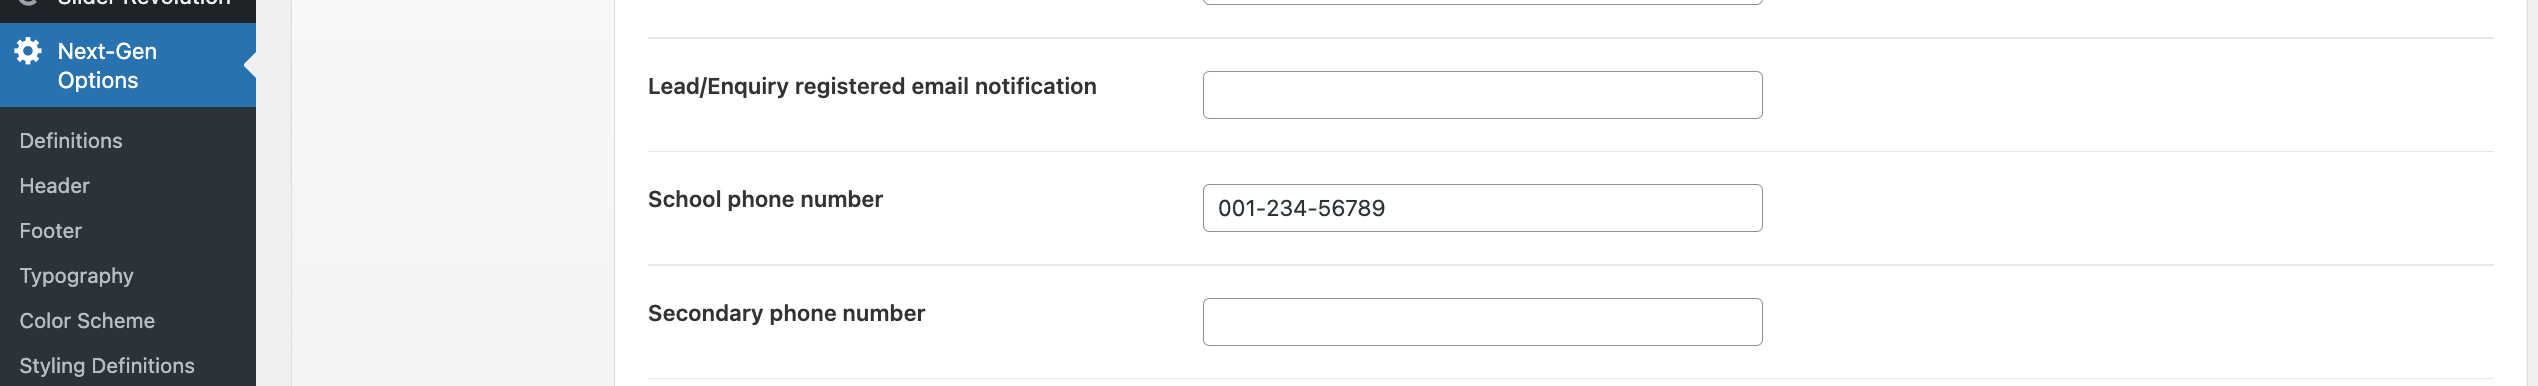 Slider Revolution
Next-Gen
Options
Definitions
Header
Footer
Typography
Color Scheme
Styling Definitions
Lead/Enquiry registered email notification
School phone number
001-234-56789
Secondary phone number